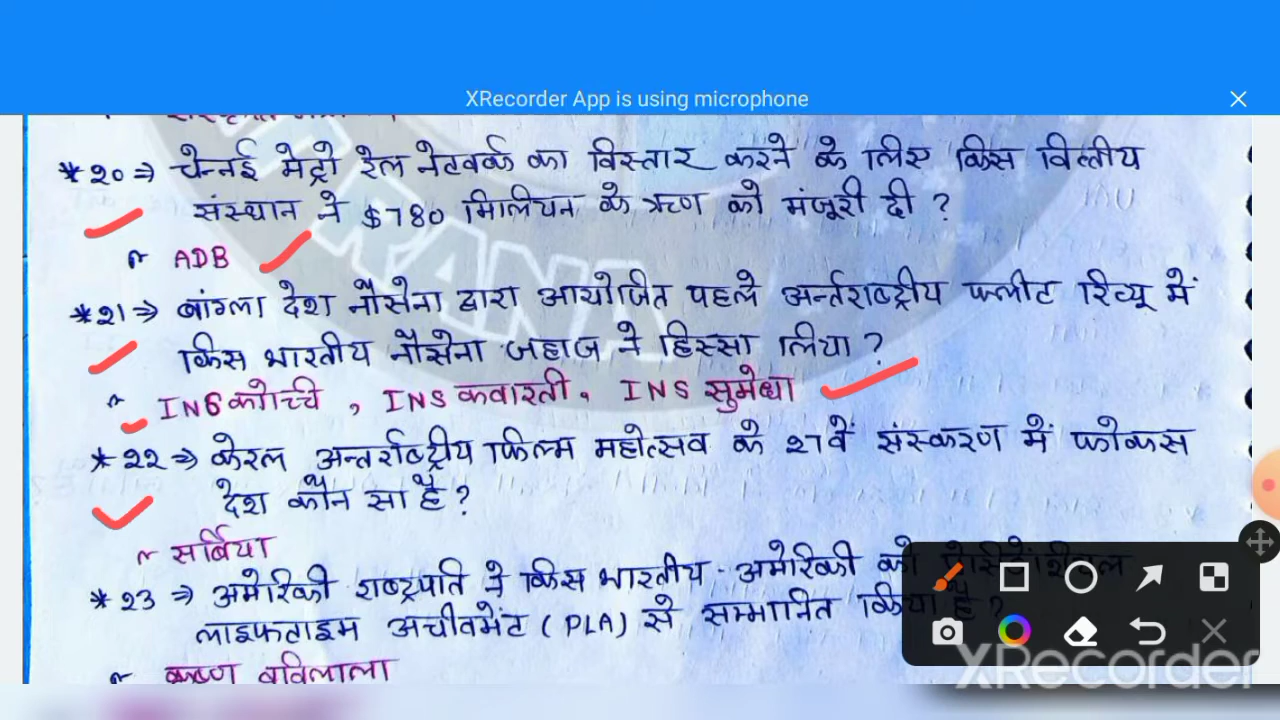 XRecorder App is using microphone
*20 ⇒ चेन्नई मेट्रो रेल नेटवर्क का विस्तार करने के लिए किस वित्तीय
संस्थान ने $780 मिलियन के ऋण को मंजूरी दी ?
ADB
*21 ⇒ बांग्ला देश नौसेना द्वारा आयोजित पहले अर्न्तराष्ट्रीय फ्लीट रिव्यू में
किस भारतीय नौसेना जहाज ने हिस्सा लिया ?
INS कोच्चि , INS कवारती, INS सुमेधा
*22 ⇒ केरल अन्तर्राष्ट्रीय फिल्म महोत्सव के 27वें संस्करण में फोकस
देश कौन सा है ?
सर्बिया
*23 ⇒ अमेरिकी राष्ट्रपति ने किस भारतीय - अमेरिकी को
लाइफटाइम अचीवमेंट (PLA) से सम्मानित किया है ?
कृष्ण वविलाला
XRecorder